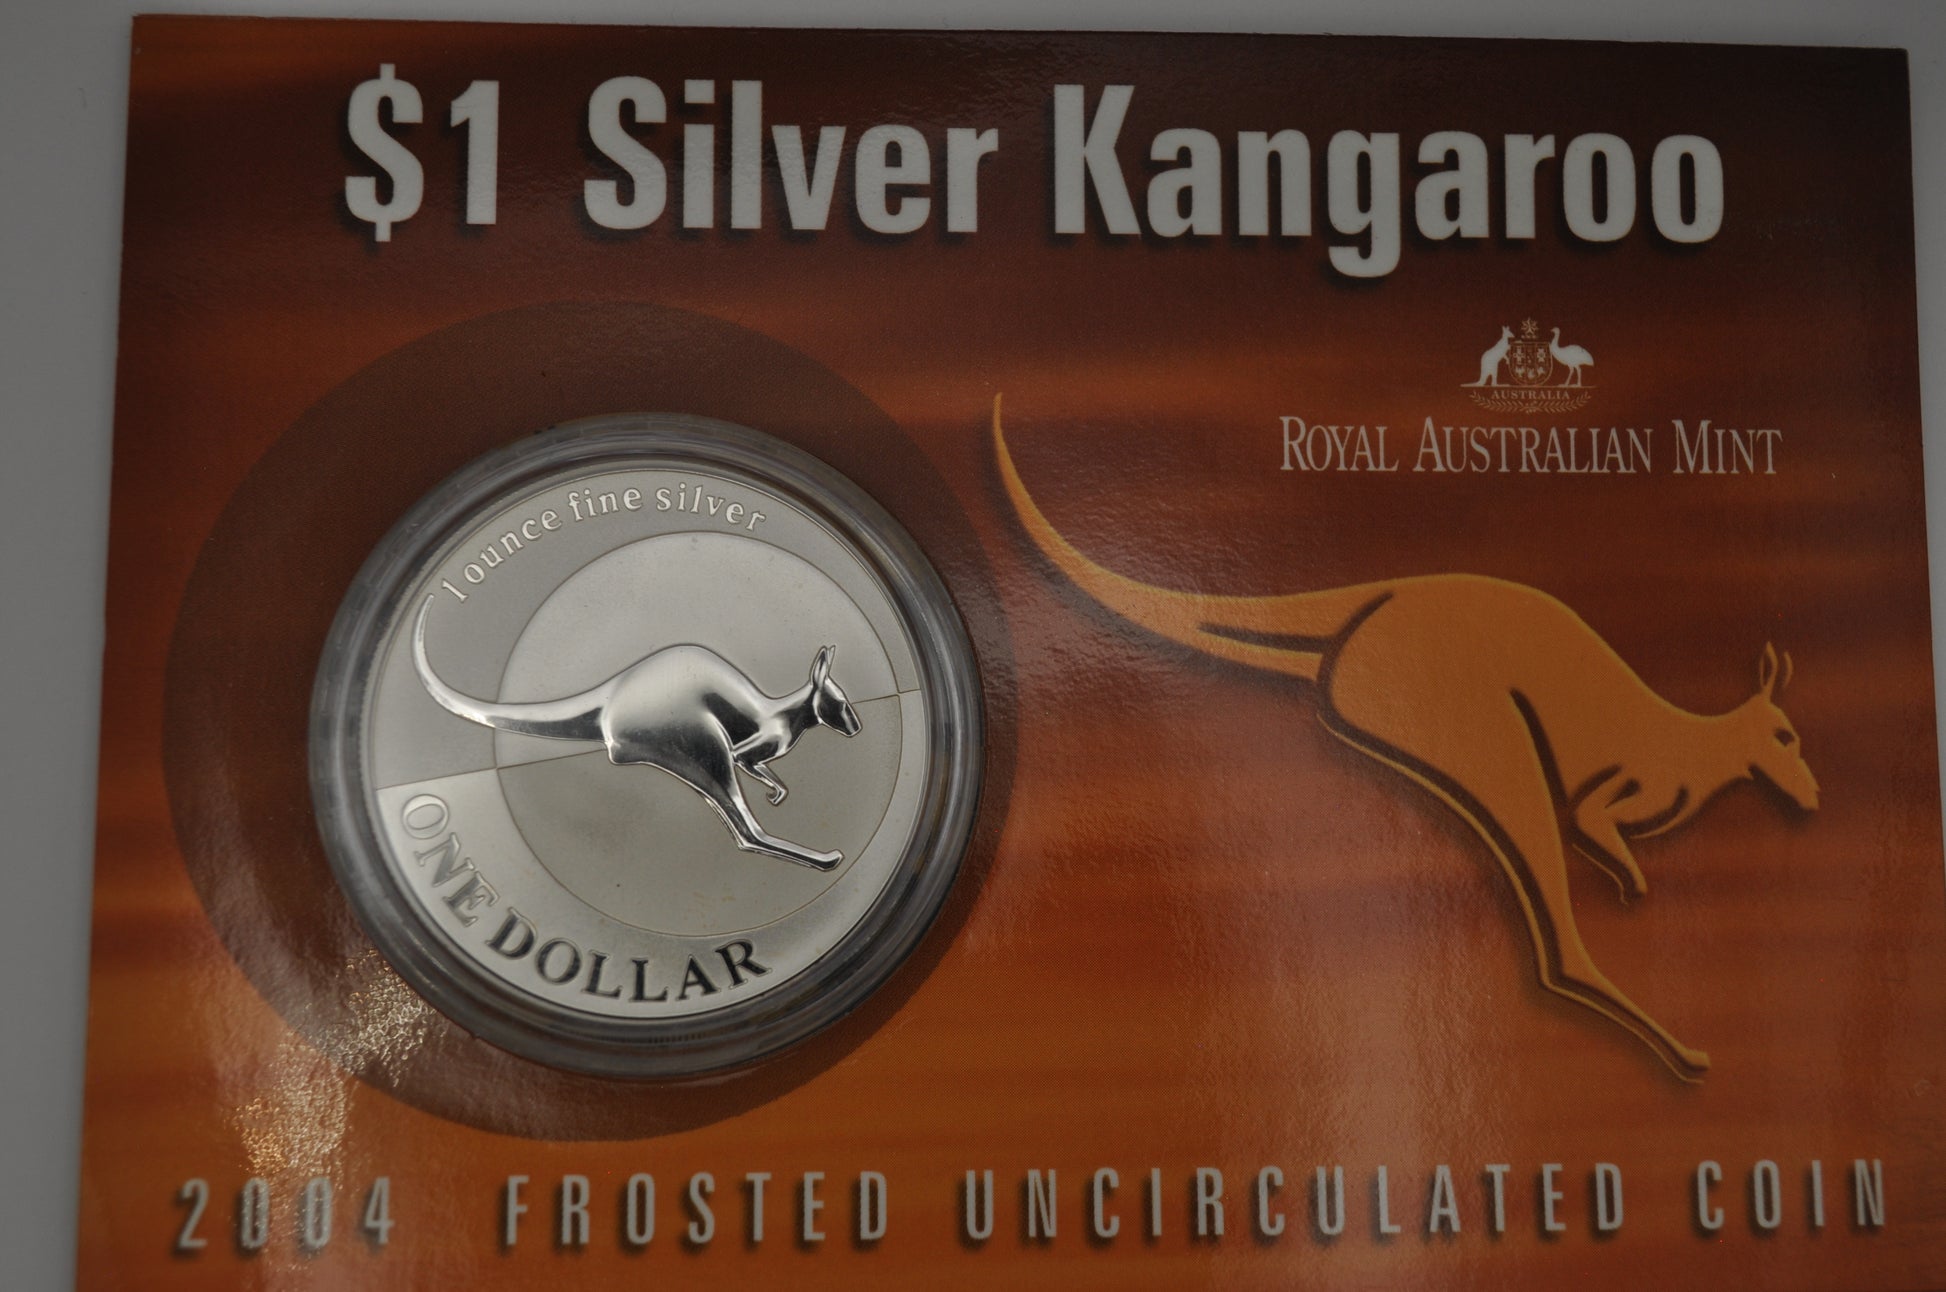 $1 Silver Kangaroo
AUSTRALIA
ROYAL AUSTRALIAN MINT
1 ounce fine silver
ONE DOLLAR
2004 FROSTED UNCIRCULATED COIN